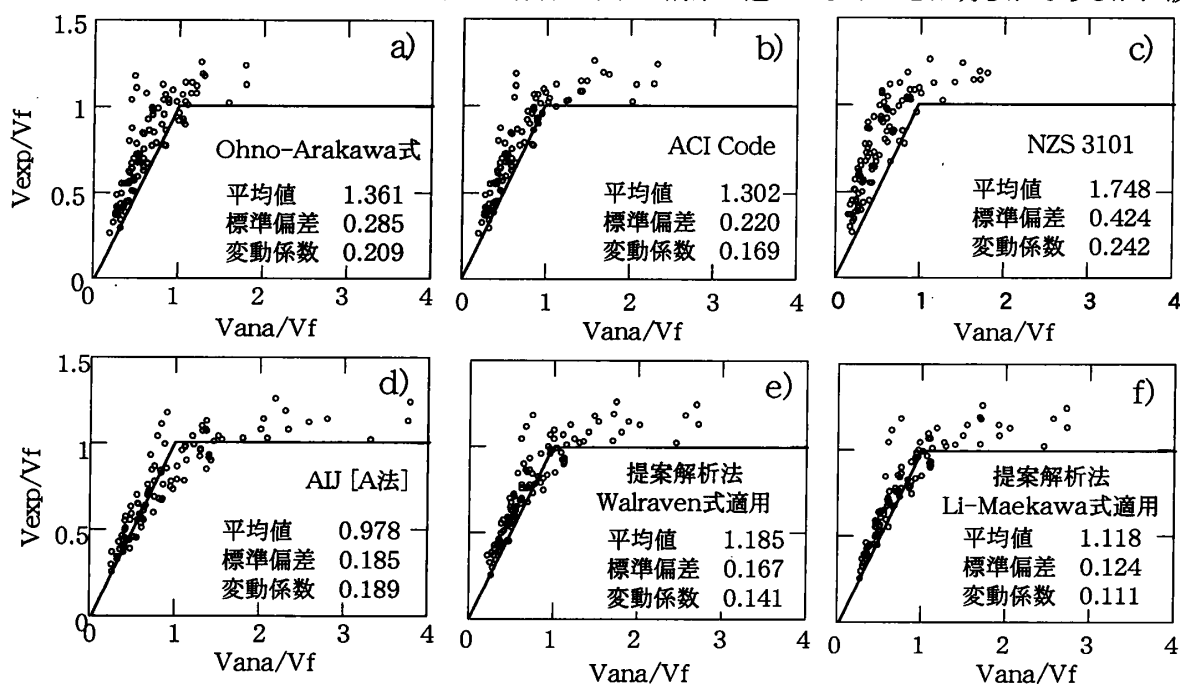 a)
1.5
1
0.5
0
Vexp/Vf
Ohno-Arakawa式
平均値 1.361
標準偏差 0.285
変動係数 0.209
0 1 2 3 4
Vana/Vf
b)
ACI Code
平均値 1.302
標準偏差 0.220
変動係数 0.169
0 1 2 3 4
Vana/Vf
c)
NZS 3101
平均値 1.748
標準偏差 0.424
変動係数 0.242
0 1 2 3 4
Vana/Vf
d)
1.5
1
0.5
0
Vexp/Vf
AIJ [A法]
平均値 0.978
標準偏差 0.185
変動係数 0.189
0 1 2 3 4
Vana/Vf
e)
提案解析法
Walraven式適用
平均値 1.185
標準偏差 0.167
変動係数 0.141
0 1 2 3 4
Vana/Vf
f)
提案解析法
Li-Maekawa式適用
平均値 1.118
標準偏差 0.124
変動係数 0.111
0 1 2 3 4
Vana/Vf